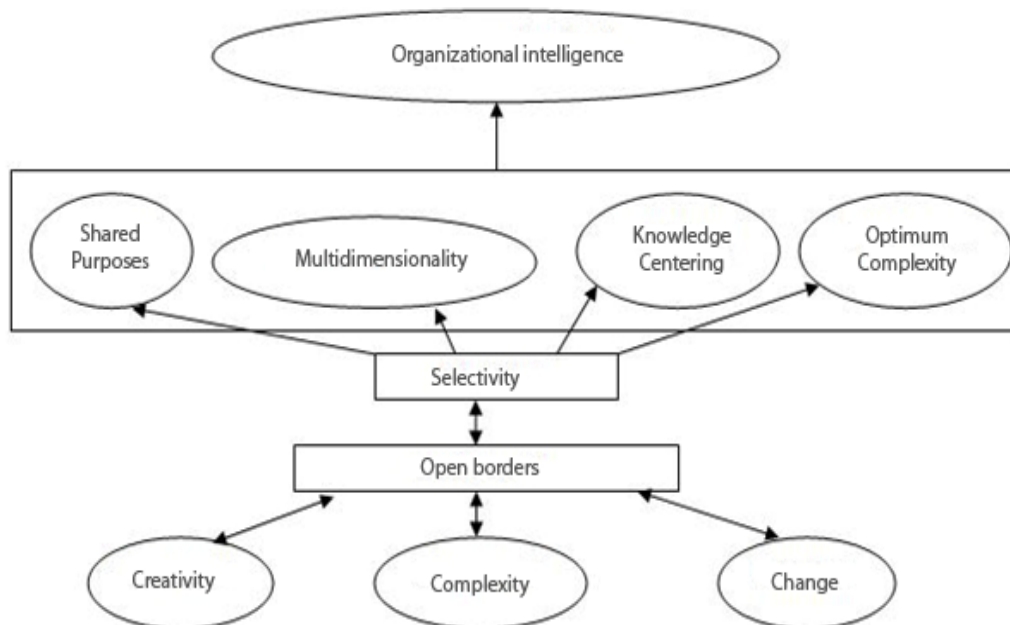 Organizational intelligence
Shared
Purposes
Multidimensionality
Knowledge
Centering
Optimum
Complexity
Selectivity
Open borders
Creativity
Complexity
Change